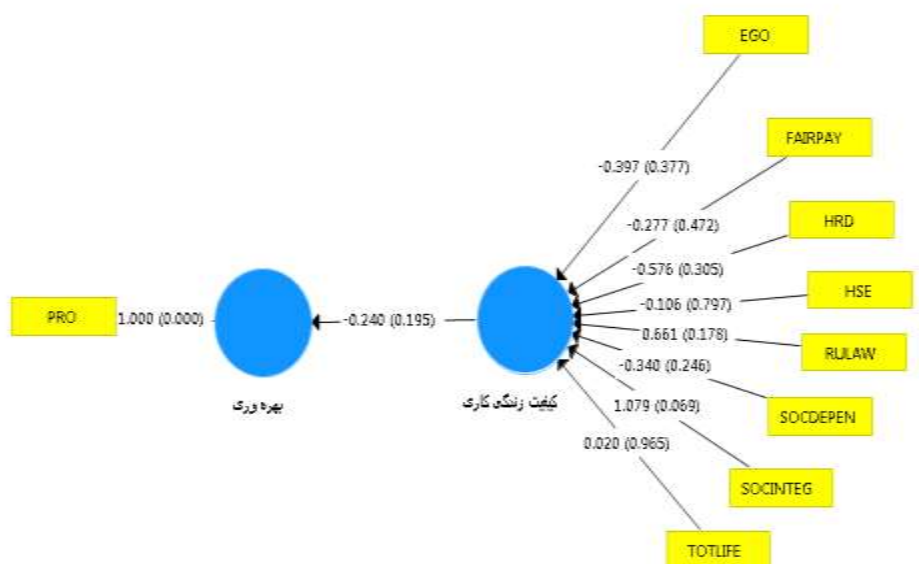 EGO
FAIRPAY
-0.397 (0.377)
HRD
-0.277 (0.472)
-0.576 (0.305)
HSE
-0.106 (0.797)
PRO
1.000 (0.000)
-0.240 (0.195)
0.661 (0.178)
RULAW
-0.340 (0.246)
بهره وری
کیفیت زندگی کاری
1.079 (0.069)
SOCDEPEN
0.020 (0.965)
SOCINTEG
TOTLIFE